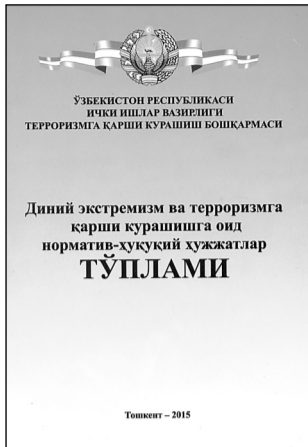 ЎЗБЕКИСТОН РЕСПУБЛИКАСИ
ИЧКИ ИШЛАР ВАЗИРЛИГИ
ТЕРРОРИЗМГА ҚАРШИ КУРАШИШ БОШҚАРМАСИ
Диний экстремизм ва терроризмга
қарши курашишга оид
норматив-ҳуқуқий ҳужжатлар
ТЎПЛАМИ
Тошкент – 2015